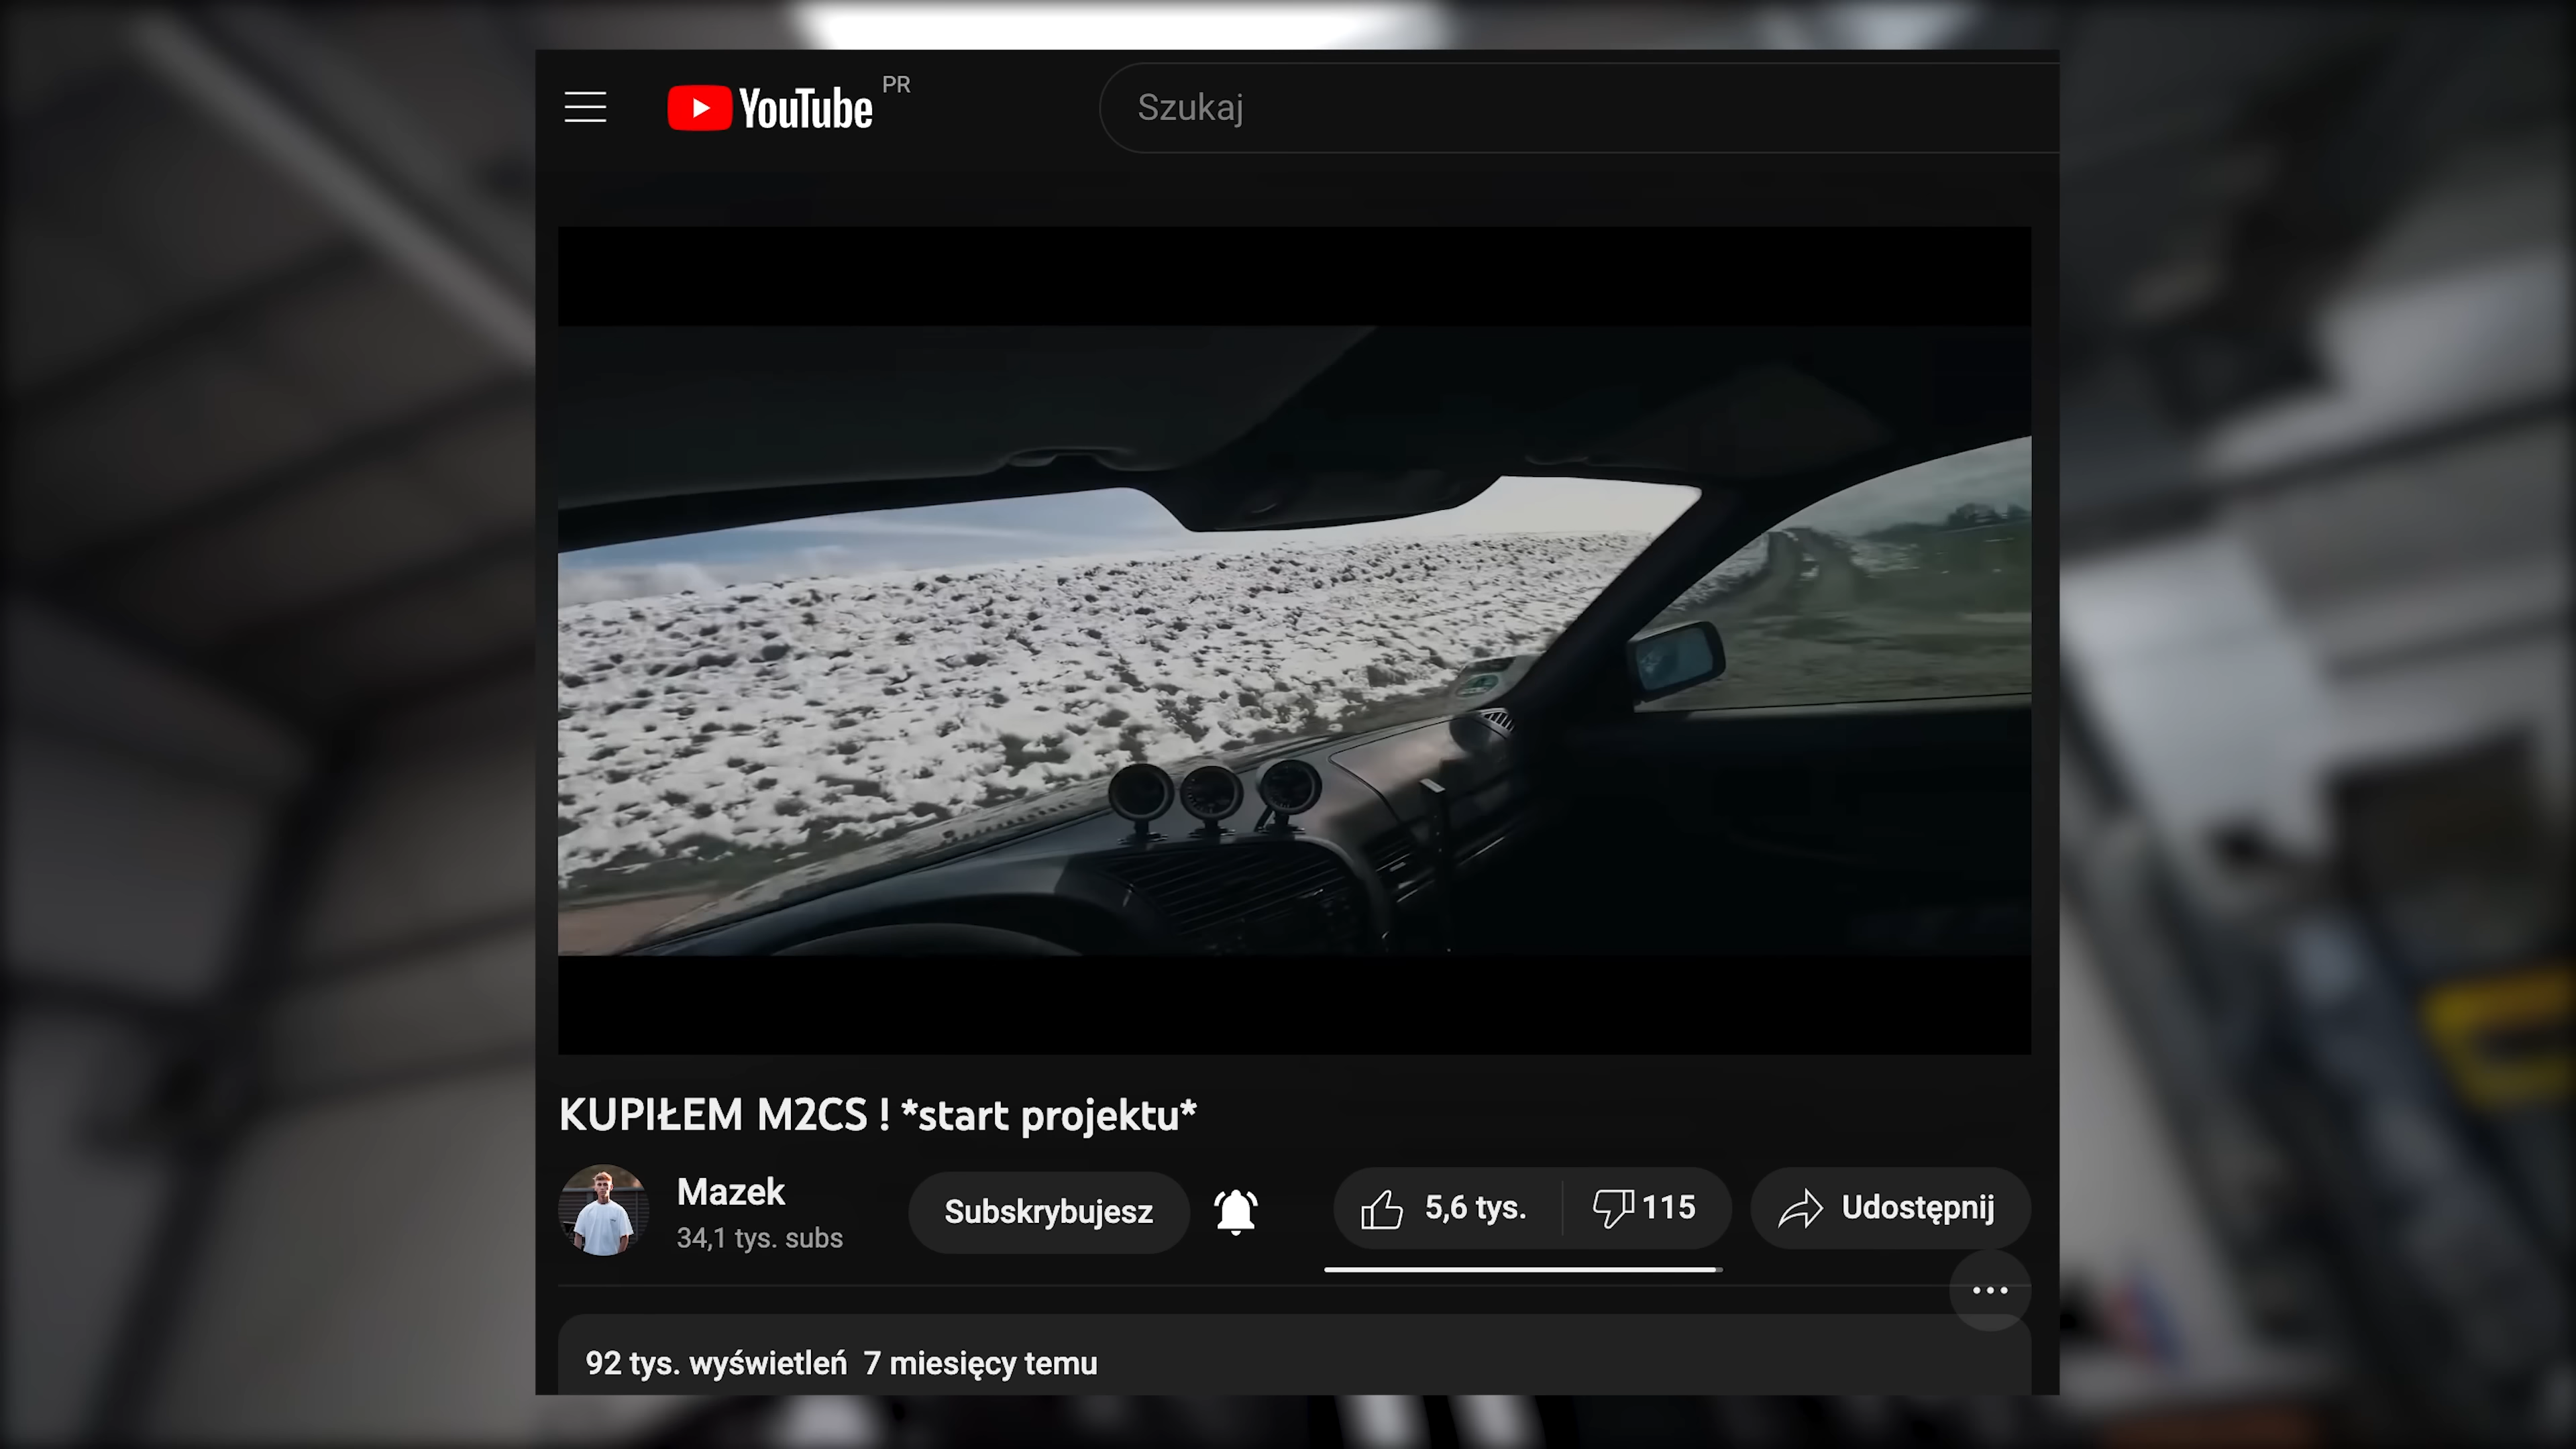 YouTube PR
Szukaj
KUPIŁEM M2CS ! *start projektu*
Mazek
34,1 tys. subs
Subskrybujesz
5,6 tys.
115
Udostępnij
92 tys. wyświetleń 7 miesięcy temu